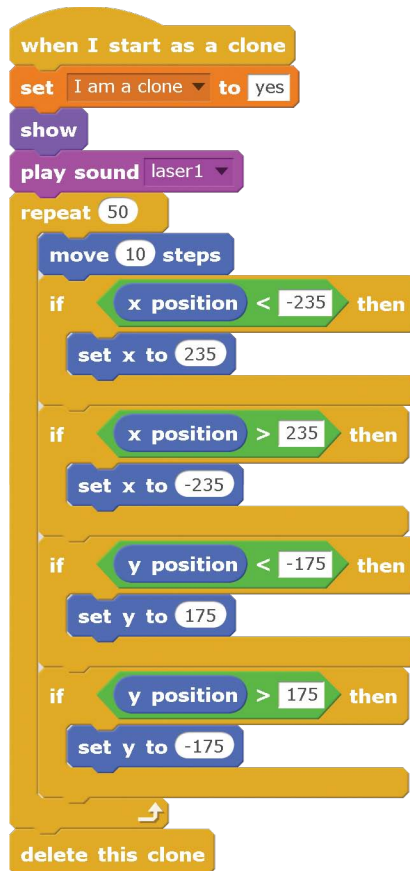 when I start as a clone
set I am a clone to yes
show
play sound laser1
repeat 50
move 10 steps
if x position < -235 then
set x to 235
if x position > 235 then
set x to -235
if y position < -175 then
set y to 175
if y position > 175 then
set y to -175
delete this clone